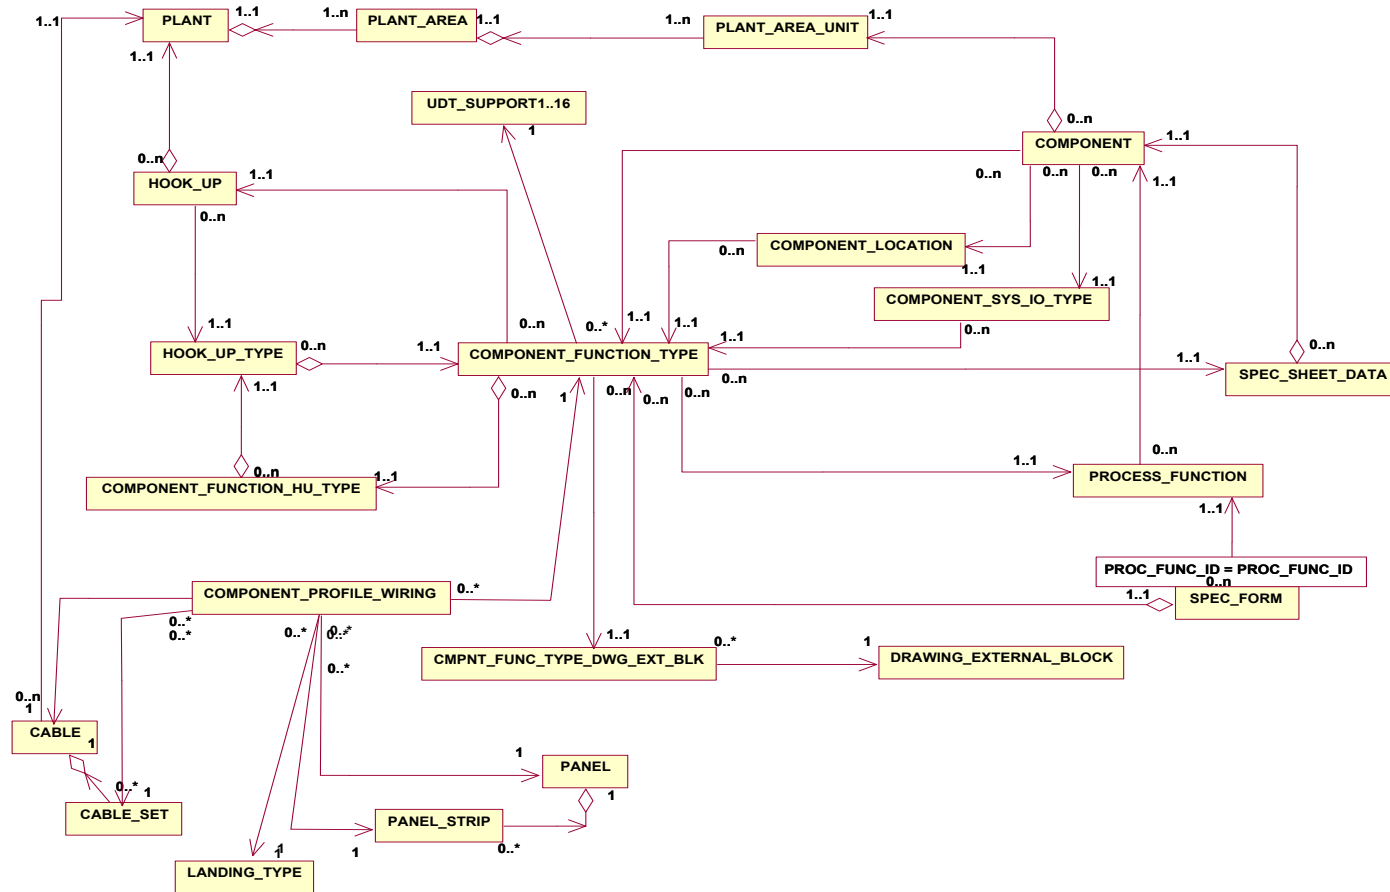 1..1
PLANT
1..1
1..n
PLANT_AREA
1..1
1..n
PLANT_AREA_UNIT
1..1
1..1
UDT_SUPPORT1..16
1
0..n
1..1
COMPONENT
0..n
HOOK_UP
1..1
0..n
0..n
0..n
0..n
1..1
COMPONENT_LOCATION
0..n
1..1
1..1
COMPONENT_SYS_IO_TYPE
1..1
0..n
0..*
1..1
1..1
1..1
0..n
HOOK_UP_TYPE
0..n
1..1
COMPONENT_FUNCTION_TYPE
1..1
0..n
SPEC_SHEET_DATA
0..n
1..1
0..n
1
0..n
0..n
0..n
0..n
1..1
COMPONENT_FUNCTION_HU_TYPE
1..1
0..n
PROCESS_FUNCTION
1..1
PROC_FUNC_ID = PROC_FUNC_ID
0..n
SPEC_FORM
1..1
COMPONENT_PROFILE_WIRING
0..*
0..*
0..*
0..*
0..*
0..*
0..*
1..1
CMPNT_FUNC_TYPE_DWG_EXT_BLK
0..*
1
DRAWING_EXTERNAL_BLOCK
0..n
1
CABLE
1
0..*
1
CABLE_SET
1
PANEL
1
PANEL_STRIP
0..*
1
1
1
LANDING_TYPE